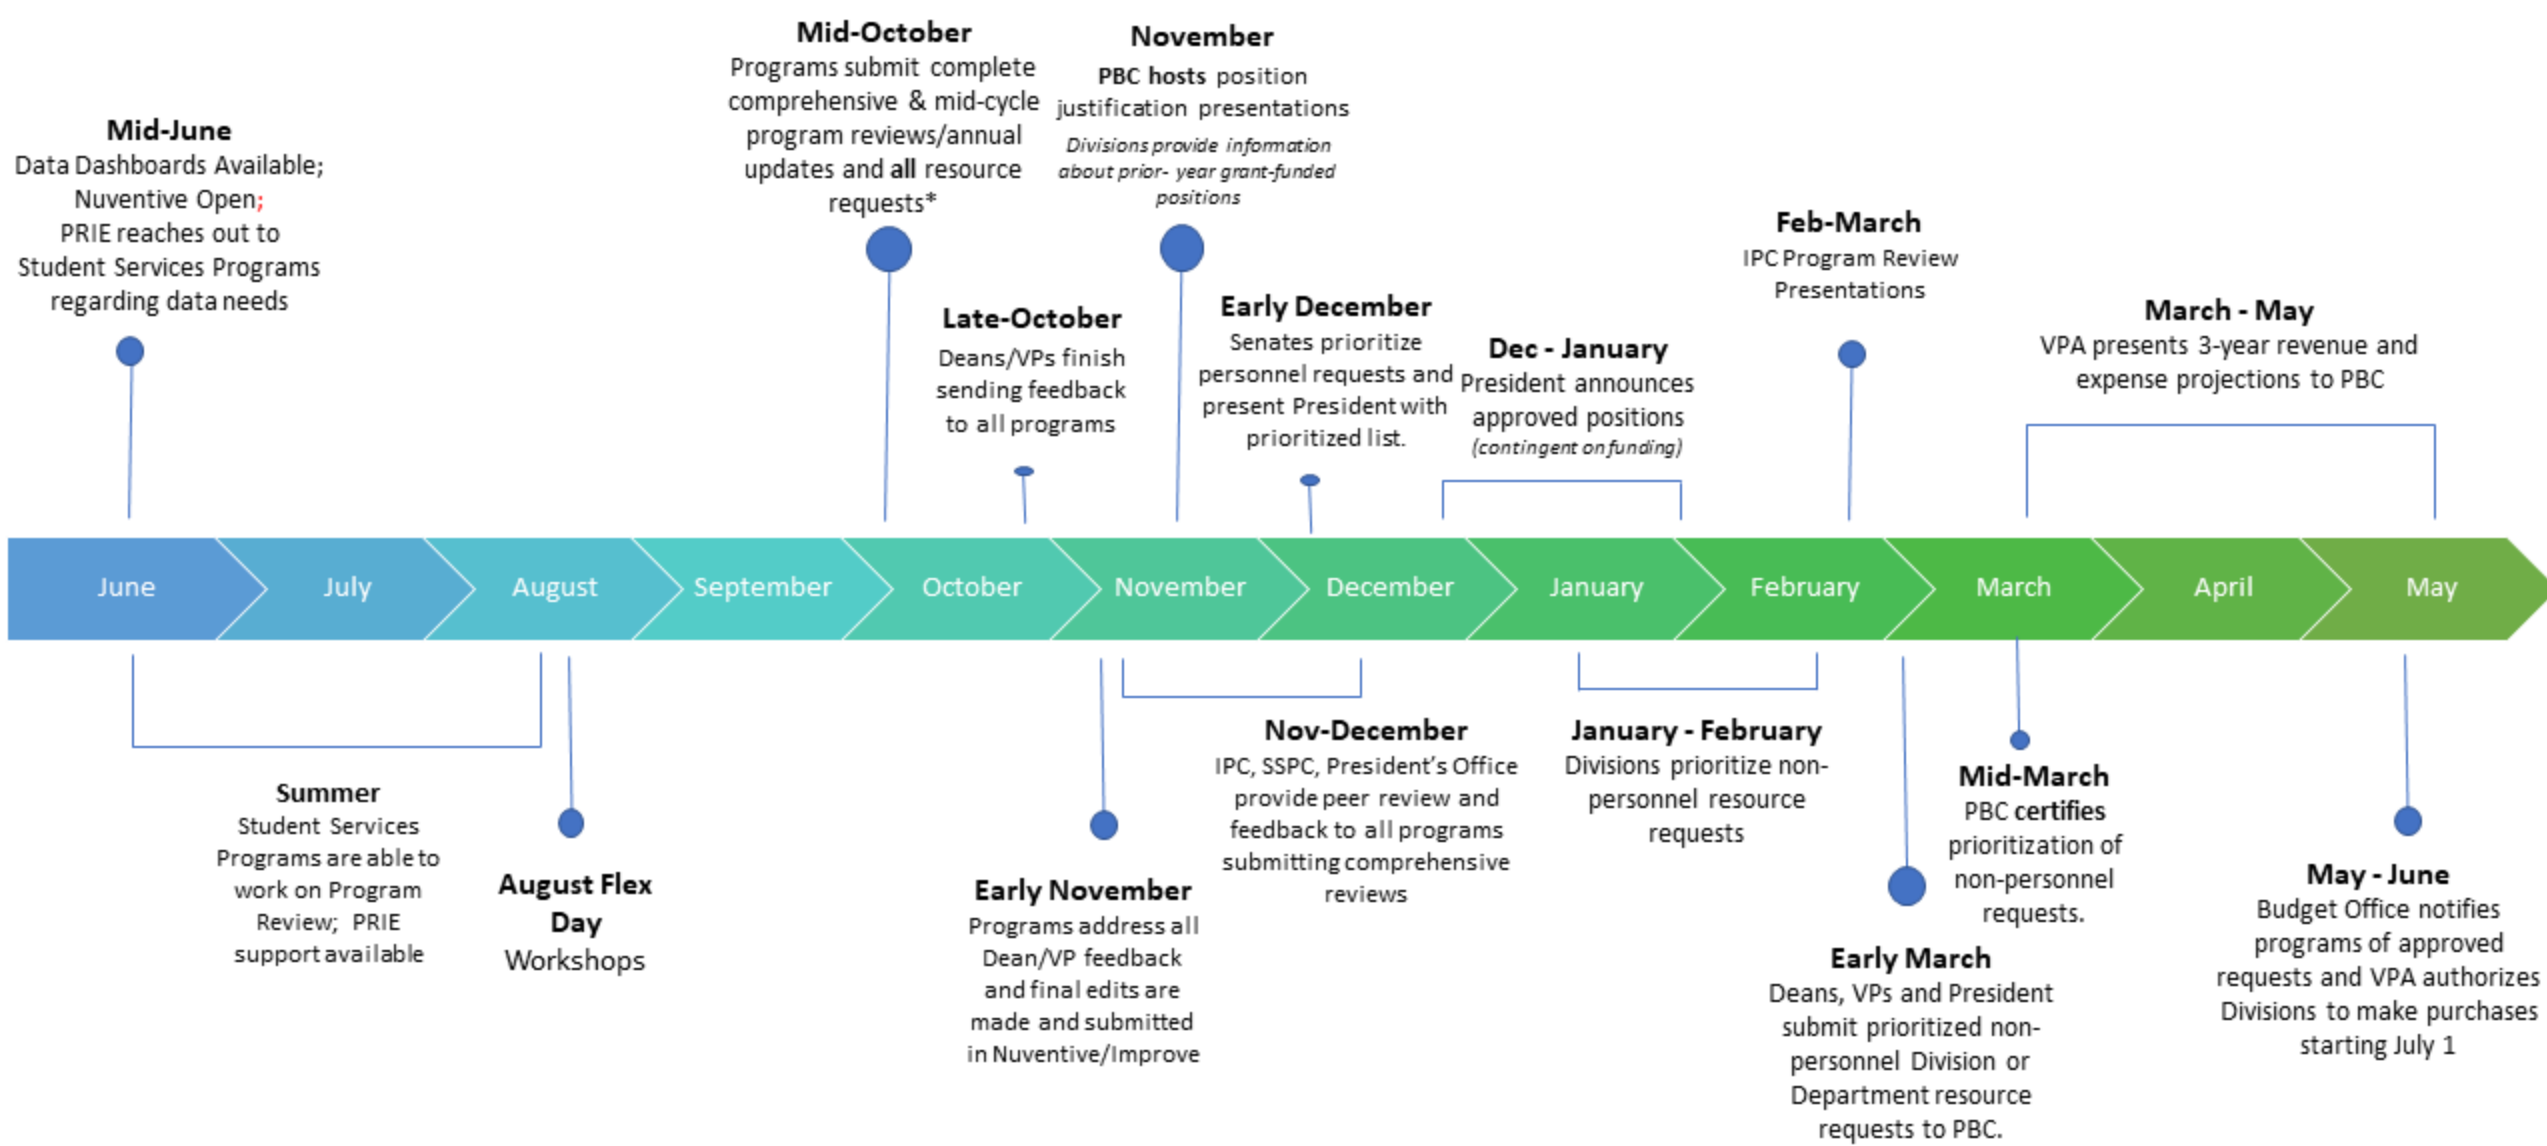 Mid-June
Data Dashboards Available;
Nuventive Open;
PRIE reaches out to
Student Services Programs
regarding data needs
Mid-October
Programs submit complete
comprehensive & mid-cycle
program reviews/annual
updates and all resource
requests*
November
PBC hosts position
justification presentations
Divisions provide information
about prior- year grant-funded
positions
Late-October
Deans/VPs finish
sending feedback
to all programs
Early December
Senates prioritize
personnel requests and
present President with
prioritized list.
Dec - January
President announces
approved positions
(contingent on funding)
Feb-March
IPC Program Review
Presentations
March - May
VPA presents 3-year revenue and
expense projections to PBC
June
July
August
September
October
November
December
January
February
March
April
May
Summer
Student Services
Programs are able to
work on Program
Review; PRIE
support available
August Flex
Day
Workshops
Early November
Programs address all
Dean/VP feedback
and final edits are
made and submitted
in Nuventive/Improve
Nov-December
IPC, SSPC, President's Office
provide peer review and
feedback to all programs
submitting comprehensive
reviews
January - February
Divisions prioritize non-
personnel resource
requests
Early March
Deans, VPs and President
submit prioritized non-
personnel Division or
Department resource
requests to PBC.
Mid-March
PBC certifies
prioritization of
non-personnel
requests.
May - June
Budget Office notifies
programs of approved
requests and VPA authorizes
Divisions to make purchases
starting July 1